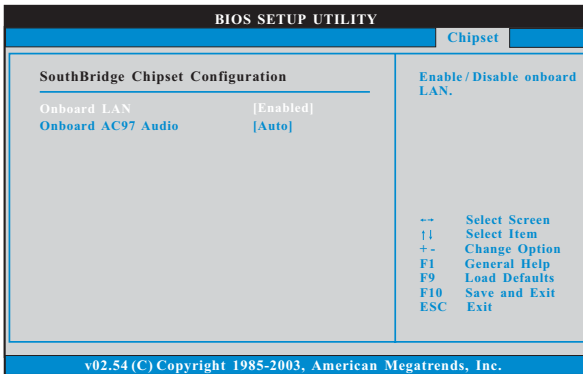 BIOS SETUP UTILITY
Chipset
SouthBridge Chipset Configuration
Onboard LAN [Enabled]
Onboard AC97 Audio [Auto]
Enable / Disable onboard
LAN.
↔ Select Screen
↑↓ Select Item
+ - Change Option
F1 General Help
F9 Load Defaults
F10 Save and Exit
ESC Exit
v02.54 (C) Copyright 1985-2003, American Megatrends, Inc.